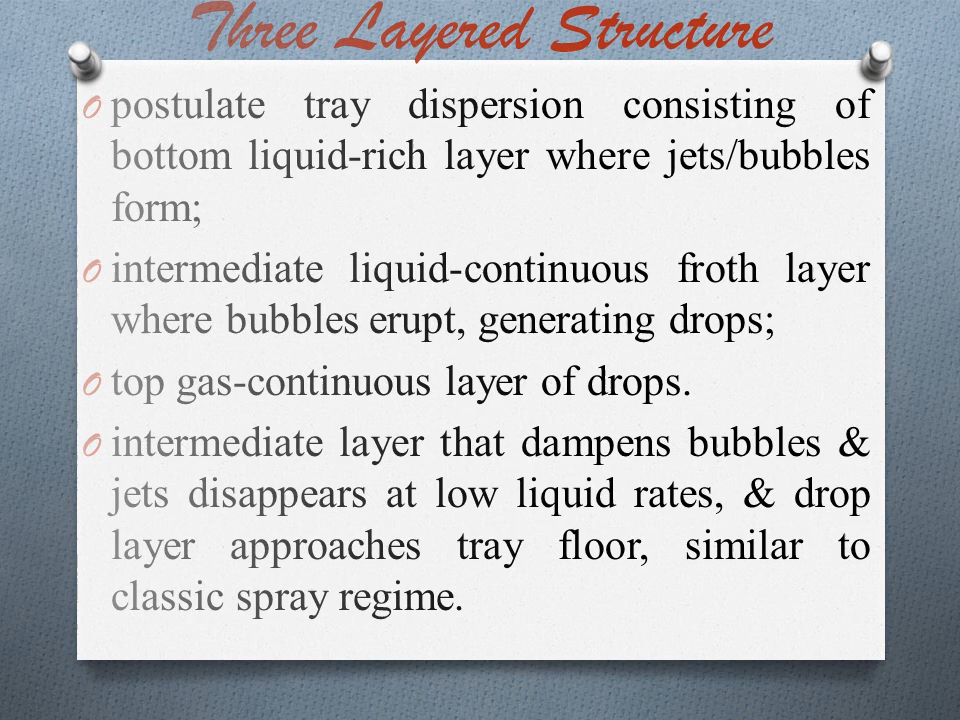 Three Layered Structure
O postulate tray dispersion consisting of
bottom liquid-rich layer where jets/bubbles
form;
O intermediate liquid-continuous froth layer
where bubbles erupt, generating drops;
O top gas-continuous layer of drops.
O intermediate layer that dampens bubbles &
jets disappears at low liquid rates, & drop
layer approaches tray floor, similar to
classic spray regime.